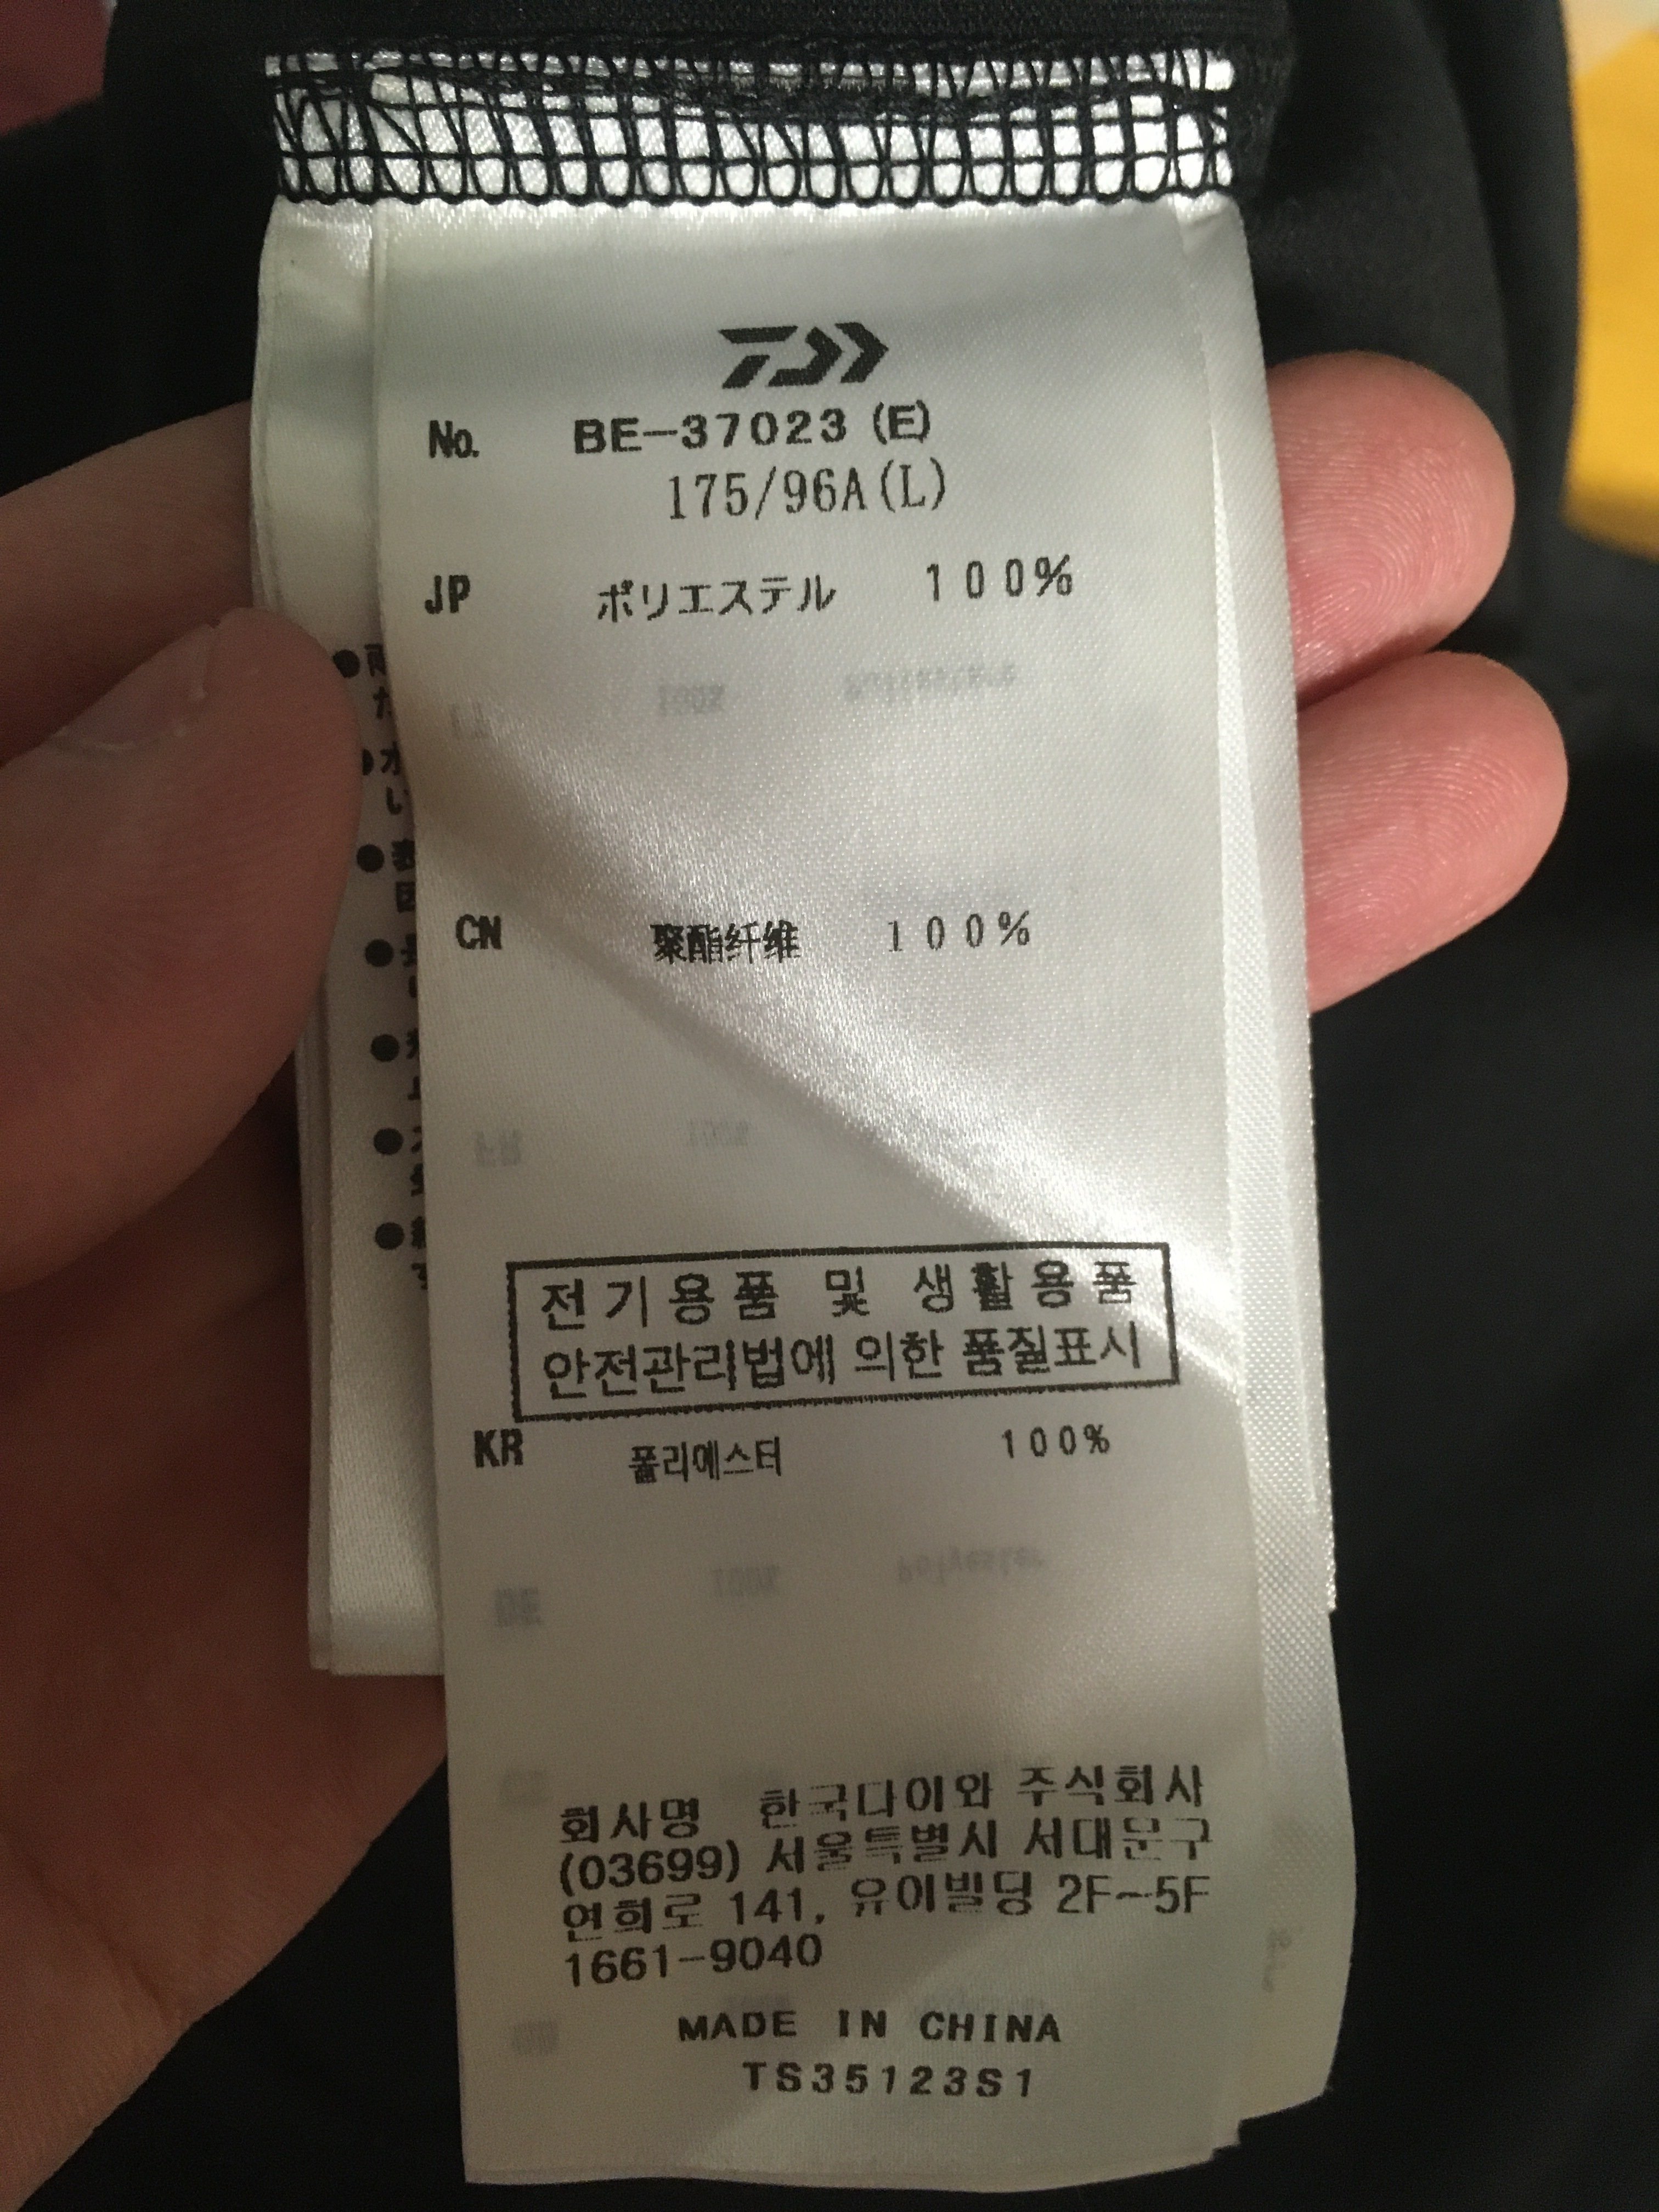 No. BE-37023 (E)
175/96A(L)
JP ポリエステル 100%
CN 聚酯纤维 100%
전기용품 및 생활용품
안전관리법에 의한 품질표시
KR 폴리에스터 100%
회사명 한국다이와 주식회사
(03699) 서울특별시 서대문구
연희로 141, 유이빌딩 2F~5F
1661-9040
MADE IN CHINA
TS35123S1